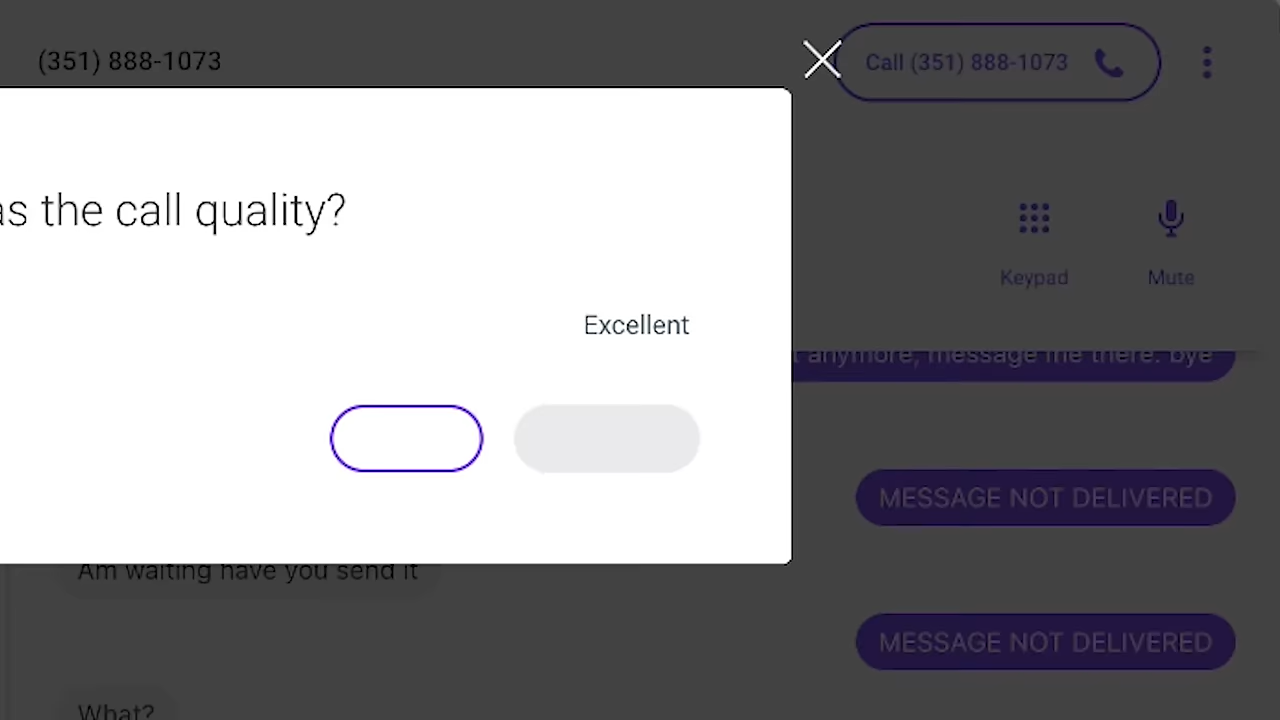 (351) 888-1073
Call (351) 888-1073
as the call quality?
Keypad
Mute
Excellent
anymore, message me there. bye
MESSAGE NOT DELIVERED
Am waiting have you send it
MESSAGE NOT DELIVERED
What?